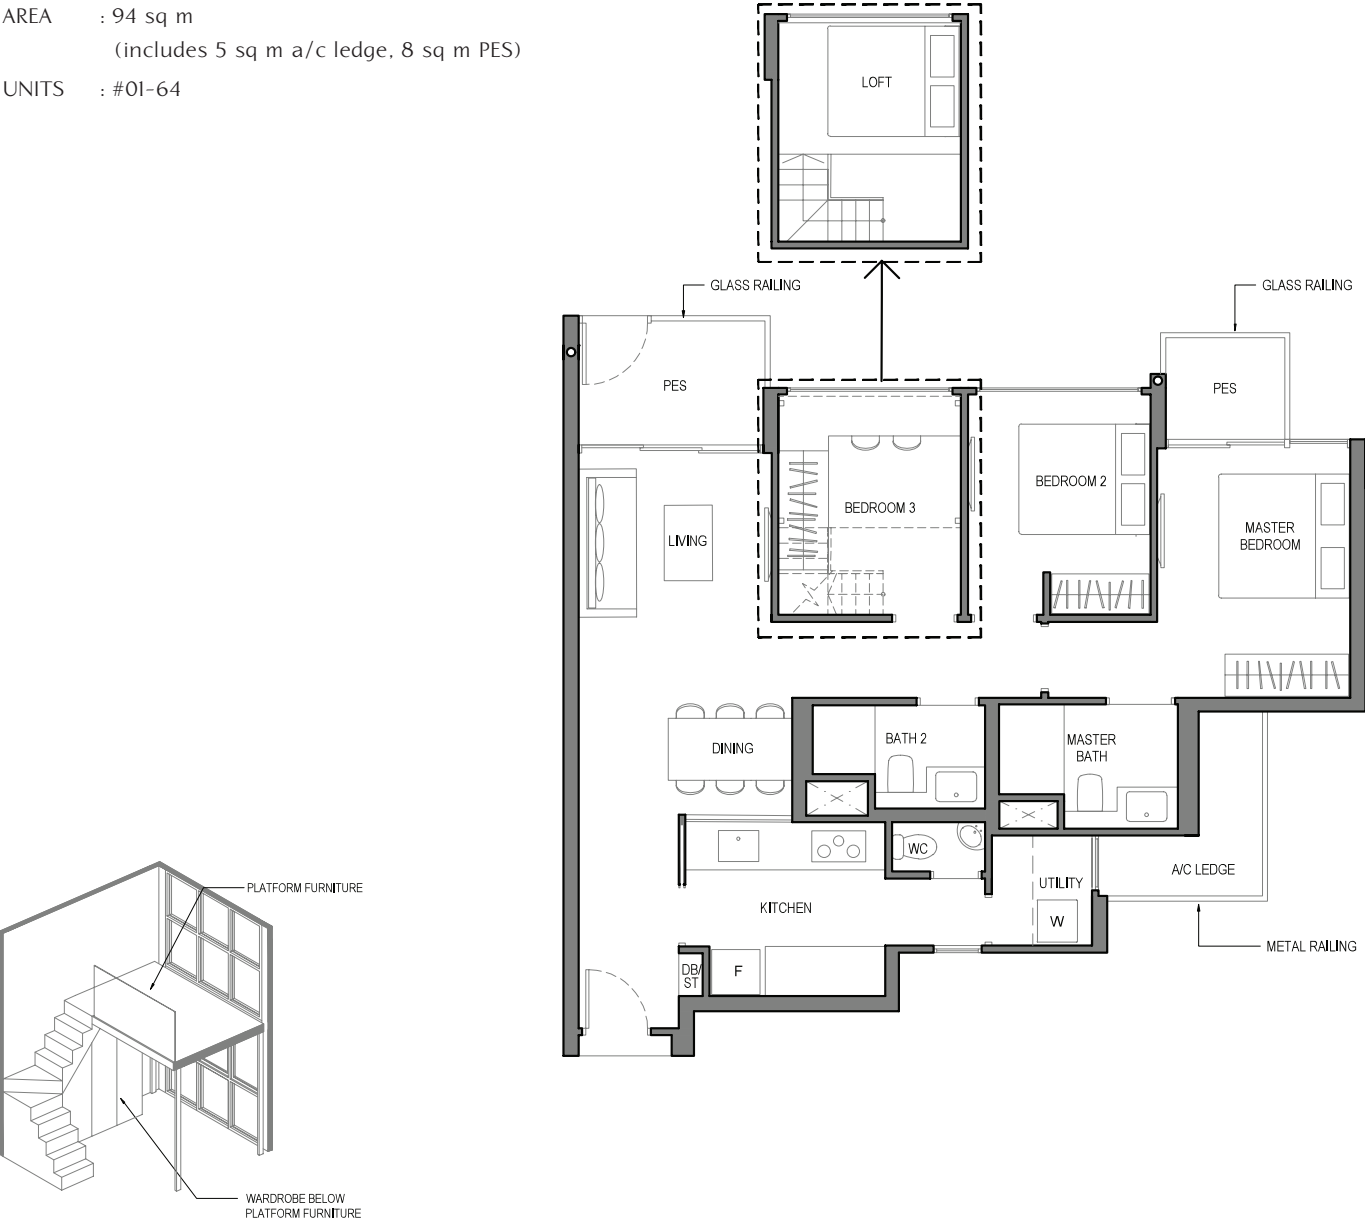 AREA : 94 sq m
(includes 5 sq m a/c ledge, 8 sq m PES)
UNITS : #01-64
LOFT
GLASS RAILING
GLASS RAILING
PES
PES
BEDROOM 2
BEDROOM 3
LIVING
MASTER
BEDROOM
DINING
BATH 2
MASTER
BATH
WC
UTILITY
A/C LEDGE
KITCHEN
W
METAL RAILING
DB/
ST
F
PLATFORM FURNITURE
WARDROBE BELOW
PLATFORM FURNITURE